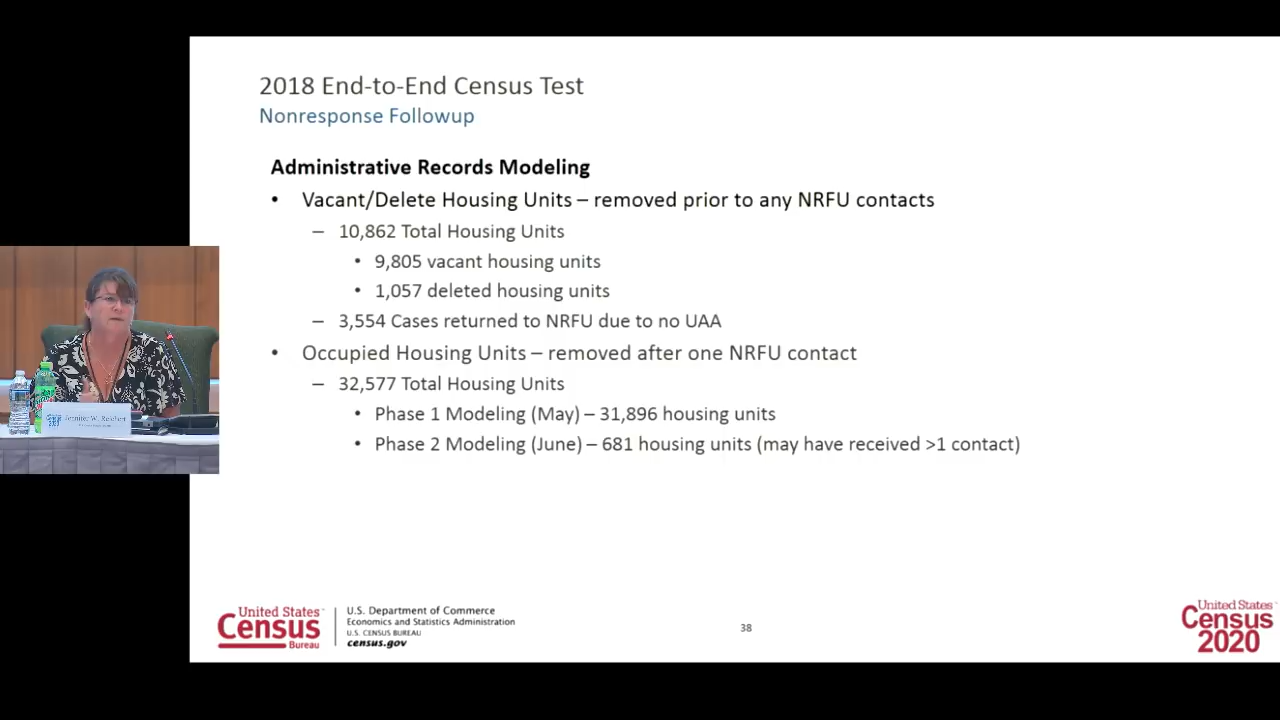 2018 End-to-End Census Test
Nonresponse Followup
Administrative Records Modeling
• Vacant/Delete Housing Units – removed prior to any NRFU contacts
– 10,862 Total Housing Units
• 9,805 vacant housing units
• 1,057 deleted housing units
– 3,554 Cases returned to NRFU due to no UAA
• Occupied Housing Units – removed after one NRFU contact
– 32,577 Total Housing Units
• Phase 1 Modeling (May) – 31,896 housing units
• Phase 2 Modeling (June) – 681 housing units (may have received >1 contact)
Jennifer W. Reichert
United States
Census
Bureau
U.S. Department of Commerce
Economics and Statistics Administration
U.S. CENSUS BUREAU
census.gov
38
United States
Census
2020